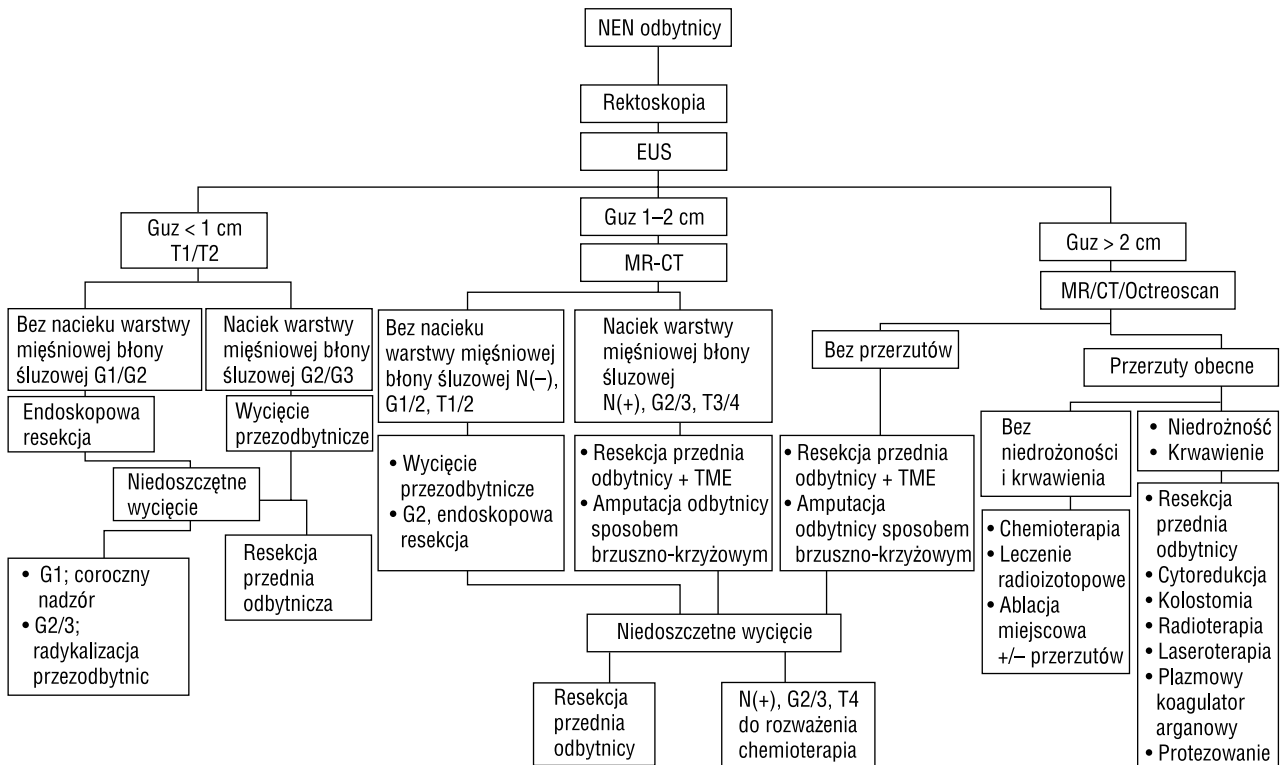 NEN odbytnicy
Rektoskopia
EUS
Guz < 1 cm
T1/T2
Guz 1–2 cm
Guz > 2 cm
MR-CT
MR/CT/Octreoscan
Bez nacieku warstwy
mięśniowej błony
śluzowej G1/G2
Naciek warstwy
mięśniowej błony
śluzowej G2/G3
Bez nacieku
warstwy mięśniowej
błony śluzowej N(–),
G1/2, T1/2
Naciek warstwy
mięśniowej błony
śluzowej
N(+), G2/3, T3/4
Bez przerzutów
Przerzuty obecne
Endoskopowa
resekcja
Wycięcie
przezodbytnicze
Niedoszczętne
wycięcie
• G1; coroczny
nadzór
• G2/3;
radykalizacja
przezodbytnic
Resekcja
przednia
odbytnicza
• Wycięcie
przezodbytnicze
• G2, endoskopowa
resekcja
• Resekcja przednia
odbytnicy + TME
• Amputacja odbytnicy
sposobem
brzuszno-krzyżowym
• Resekcja przednia
odbytnicy + TME
• Amputacja
odbytnicy sposobem
brzuszno-krzyżowym
Bez
niedrożoności
i krwawienia
• Niedrożność
• Krwawienie
• Chemioterapia
• Leczenie
radioizotopowe
• Ablacja
miejscowa
+/– przerzutów
• Resekcja
przednia
odbytnicy
• Cytoredukcja
• Kolostomia
• Radioterapia
• Laseroterapia
• Plazmowy
koagulator
arganowy
• Protezowanie
Niedoszczetne wycięcie
Resekcja
przednia
odbytnicy
N(+), G2/3, T4
do rozważenia
chemioterapia